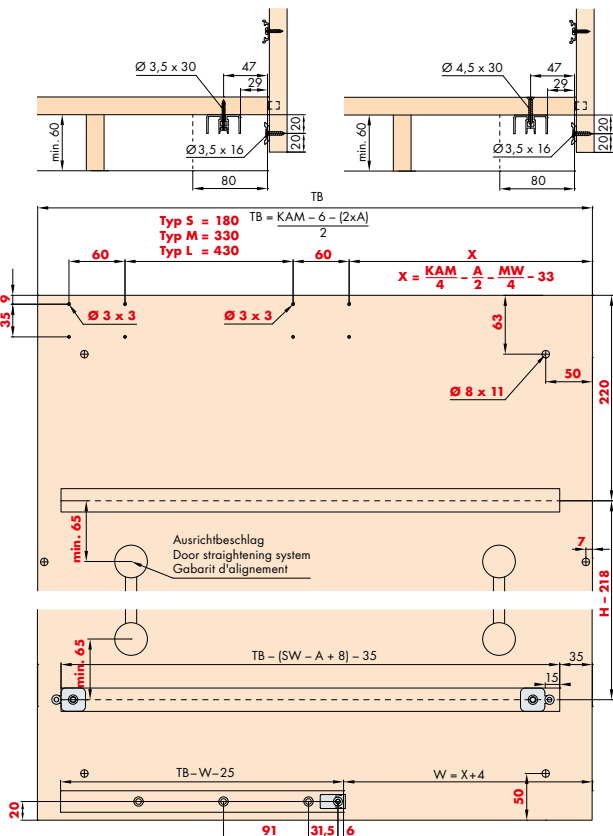 Ø 3,5 x 30
47
29
min. 60
Ø 3,5 x 16
20
20
80
Ø 4,5 x 30
47
29
min. 60
Ø 3,5 x 16
20
20
80
TB
Typ S = 180
Typ M = 330
Typ L = 430
TB = KAM – 6 – (2xA)
2
60
60
X
X = KAM – A – MW – 33
4 2 4
9
35
Ø 3 x 3
Ø 3 x 3
63
50
Ø 8 x 11
220
min. 65
Ausrichtbeschlag
Door straightening system
Gabarit d'alignement
7
H – 218
min. 65
TB – (SW – A + 8) – 35
35
15
TB–W–25
W = X+4
50
20
91
31,5
6